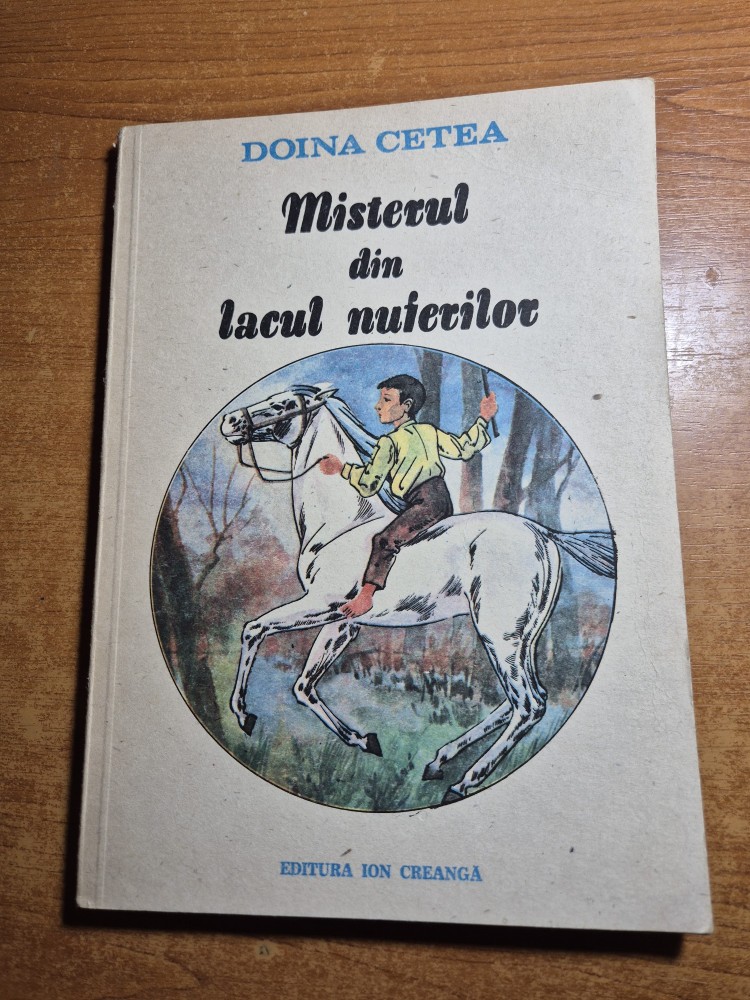 DOINA CETEA
Misterul
din
lacul nuferilor
EDITURA ION CREANGĂ